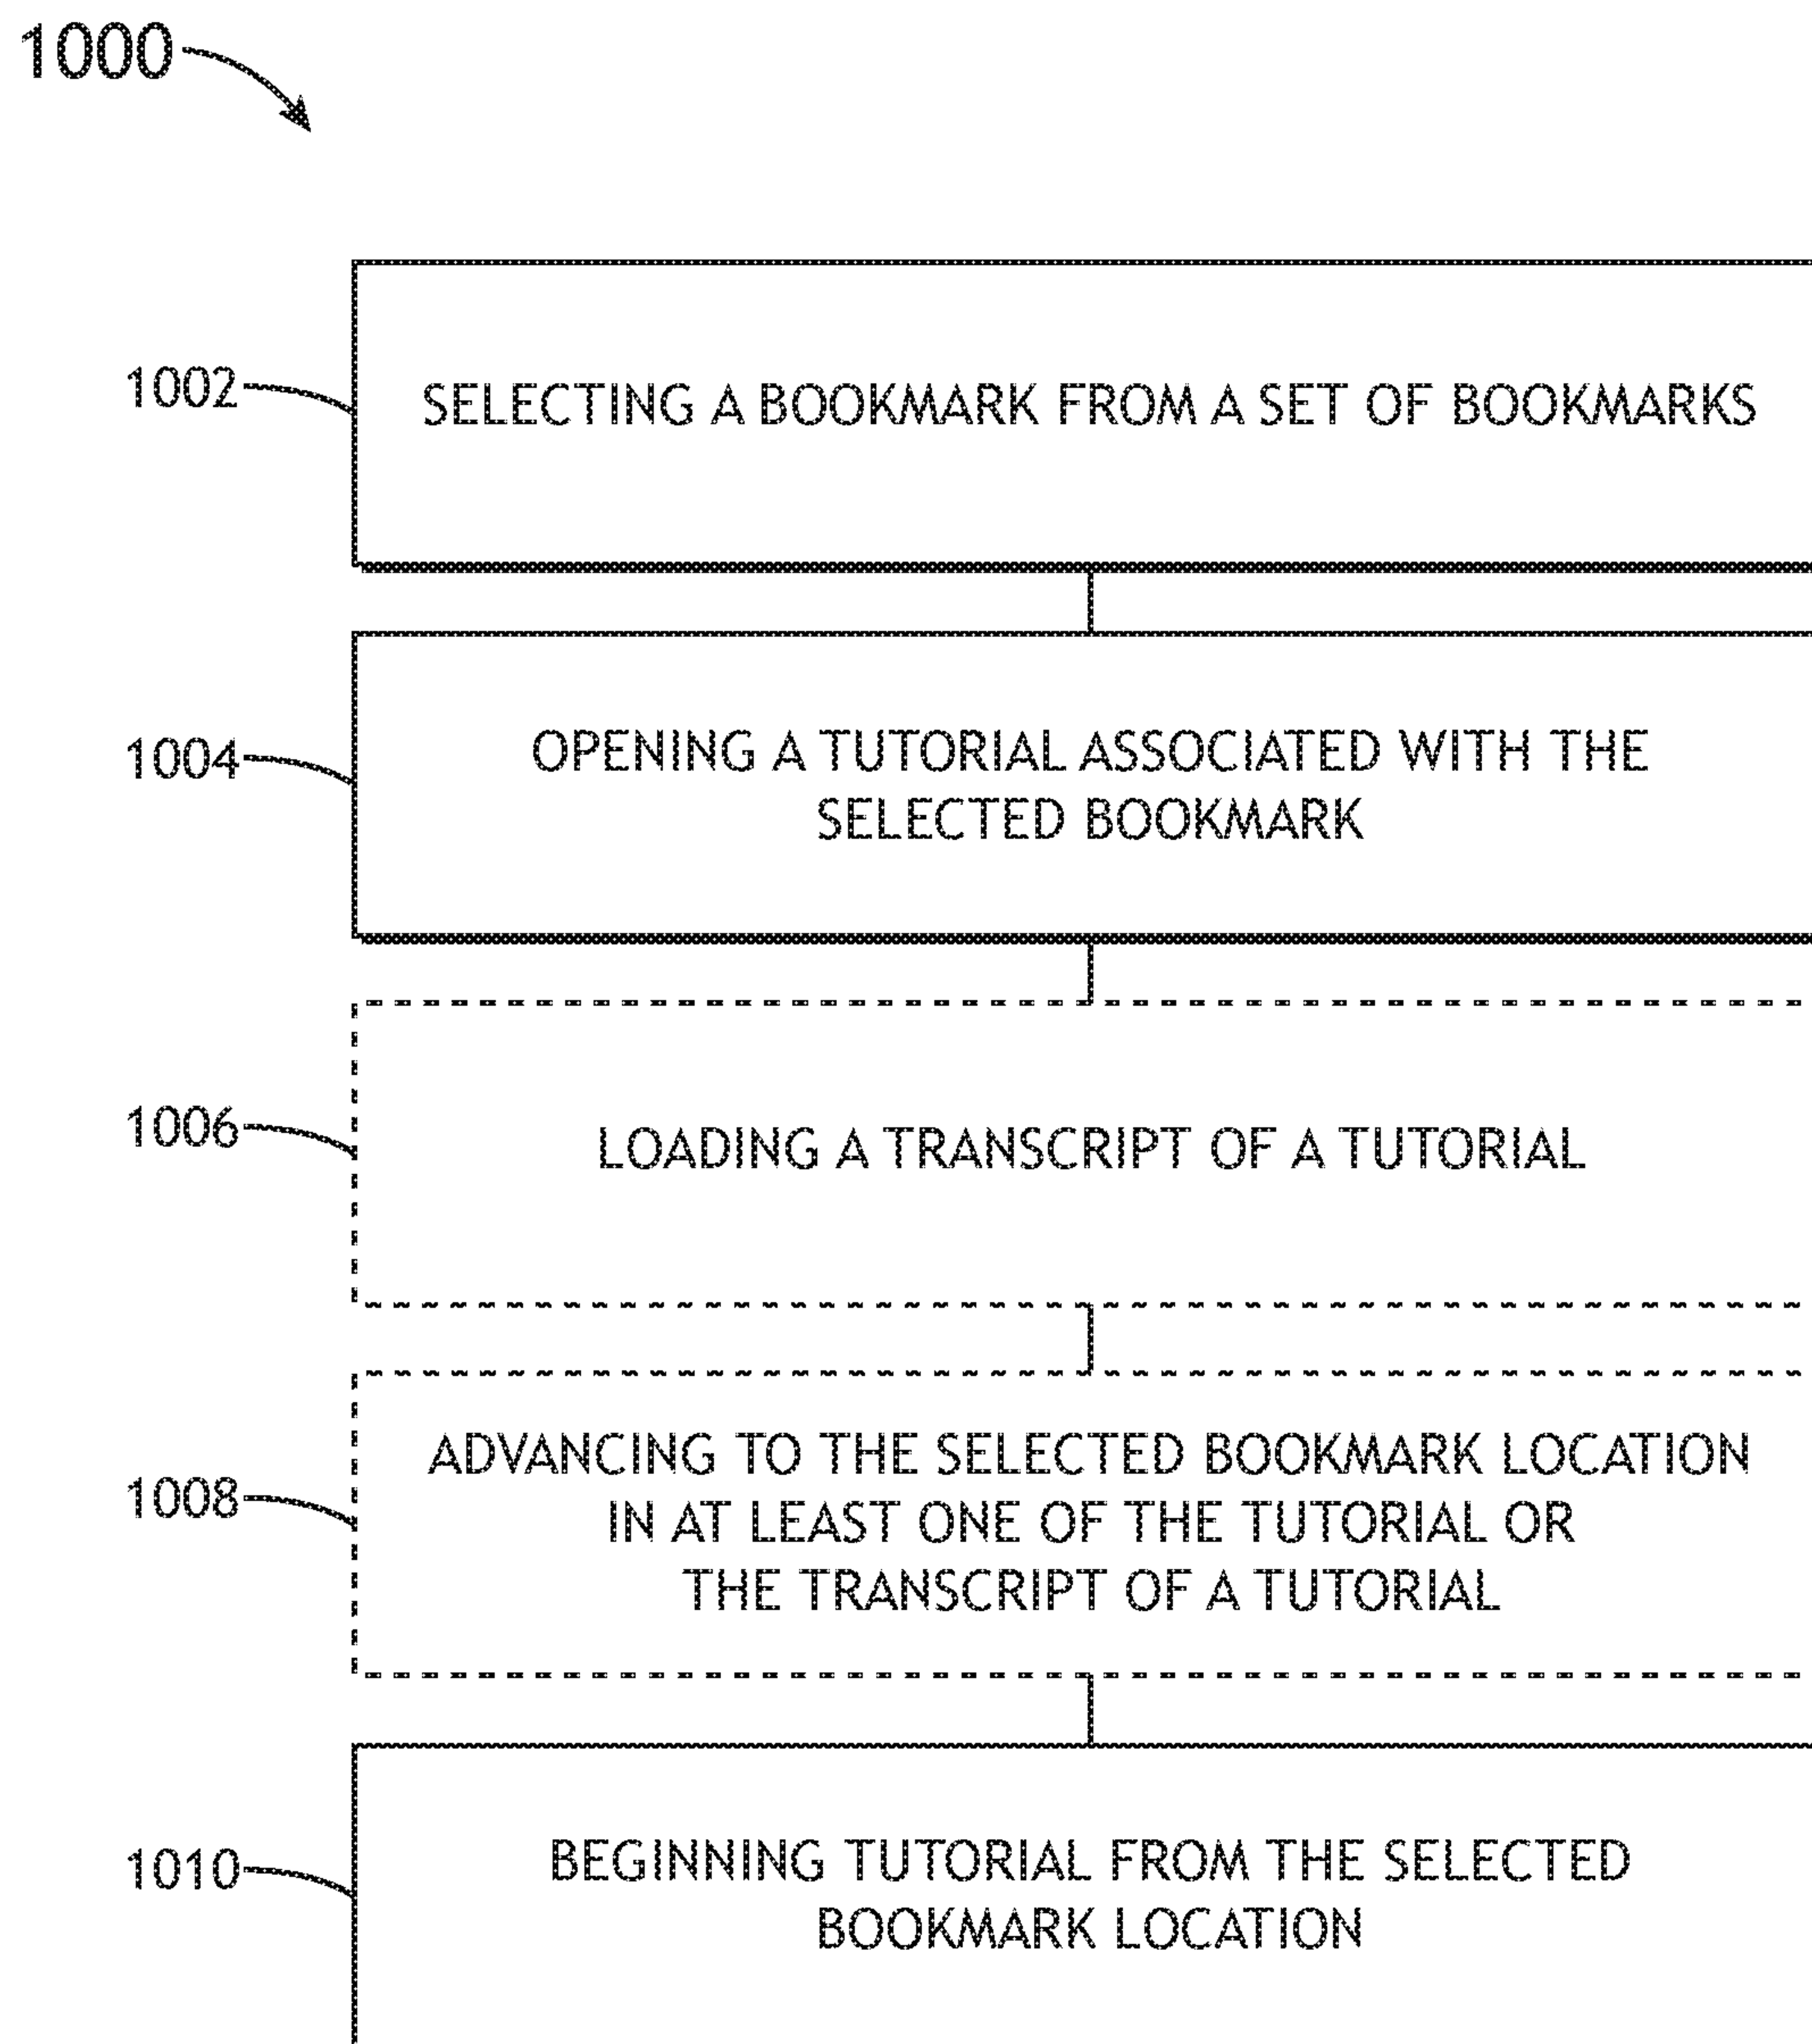 1000
1002
SELECTING A BOOKMARK FROM A SET OF BOOKMARKS
1004
OPENING A TUTORIAL ASSOCIATED WITH THE
SELECTED BOOKMARK
1006
LOADING A TRANSCRIPT OF A TUTORIAL
1008
ADVANCING TO THE SELECTED BOOKMARK LOCATION
IN AT LEAST ONE OF THE TUTORIAL OR
THE TRANSCRIPT OF A TUTORIAL
1010
BEGINNING TUTORIAL FROM THE SELECTED
BOOKMARK LOCATION